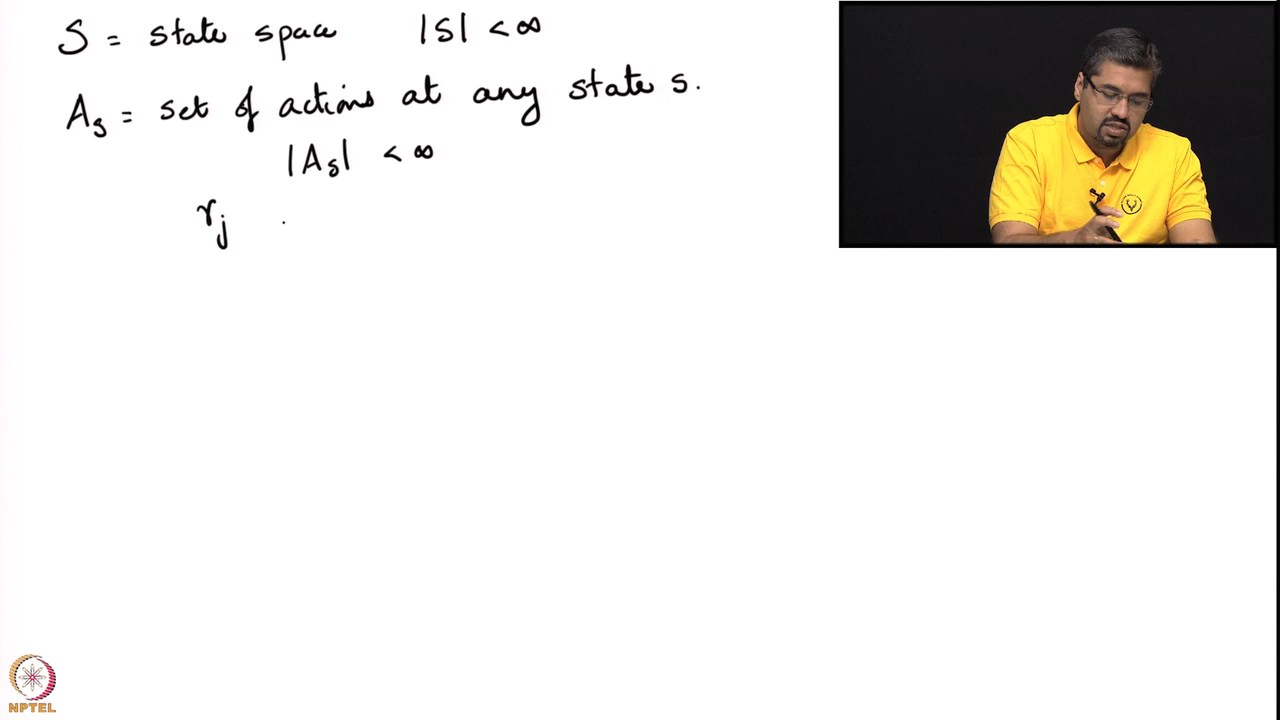 S = state space |S| < ∞
A_s = set of actions at any state s.
|A_s| < ∞
r_j
NPTEL